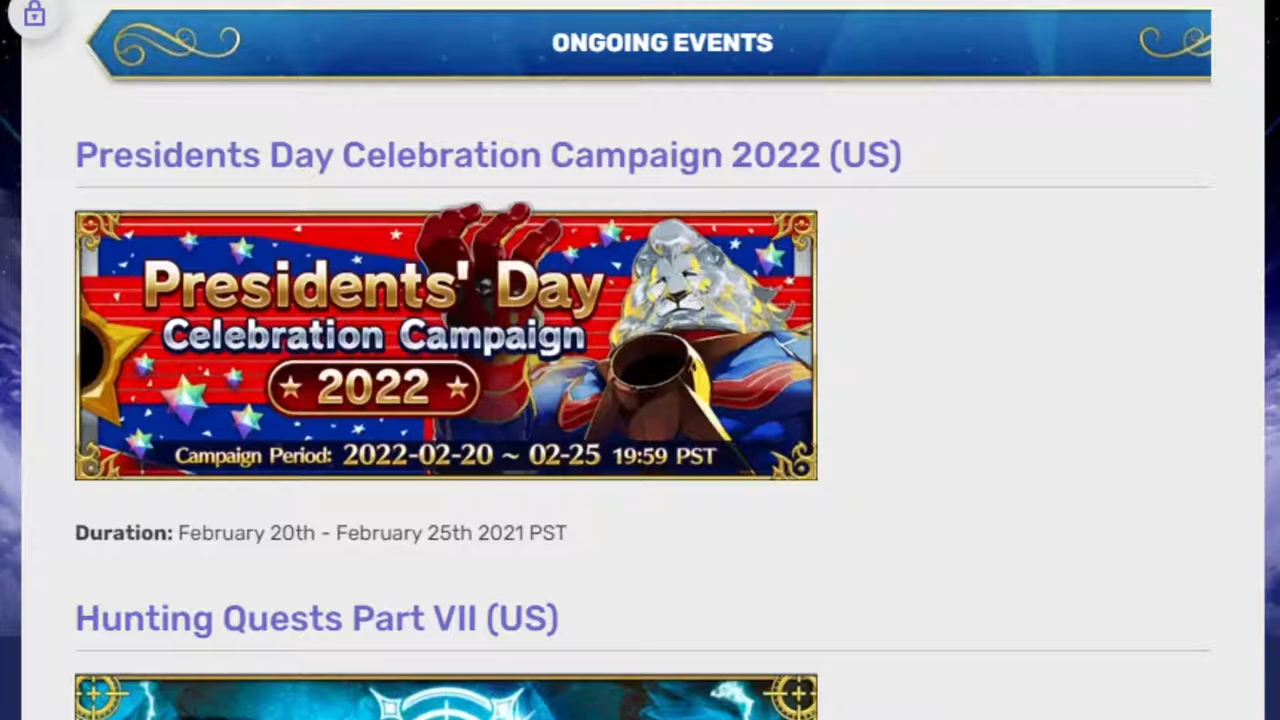 ONGOING EVENTS
Presidents Day Celebration Campaign 2022 (US)
Presidents' Day
Celebration Campaign
2022
Campaign Period: 2022-02-20 ~ 02-25 19:59 PST
Duration: February 20th - February 25th 2021 PST
Hunting Quests Part VII (US)